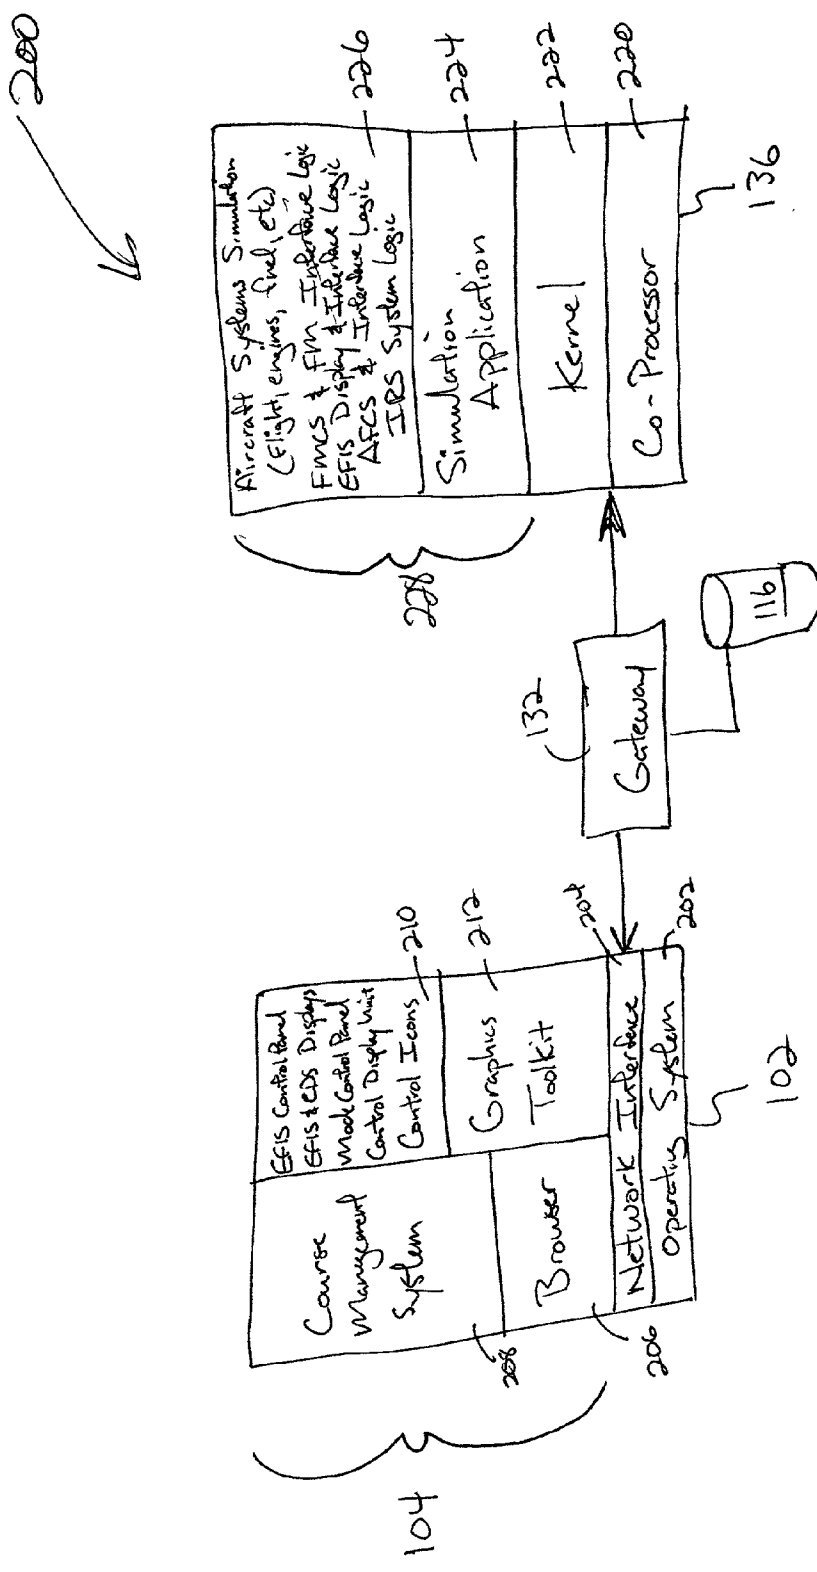 200
Aircraft Systems Simulation
(flight, engines, fuel, etc)
FMCS & FM Interface Logic
EFIS Display & Interface Logic
AFCS & Interface Logic
IRS System Logic
226
Simulation
Application
224
Kernel
222
Co-Processor
220
228
136
132
Gateway
116
EFIS Control Panel
EFIS & CDS Displays
Mode Control Panel
Control Display Unit
Control Icons
210
Graphics
Toolkit
212
Course
Management
System
208
Browser
206
Network Interface
204
Operating System
202
104
102